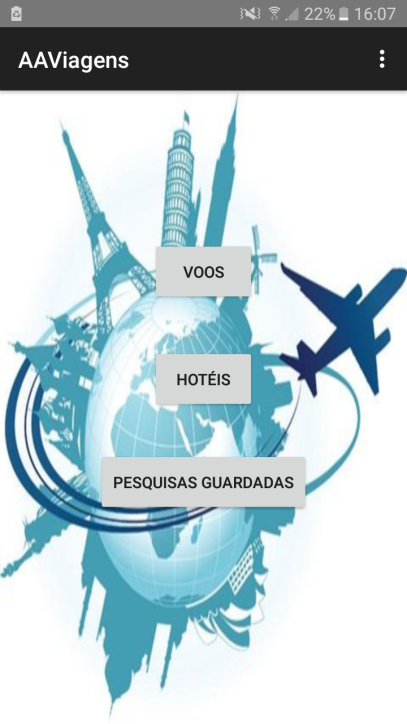 22% 16:07
AAViagens
VOOS
HOTÉIS
PESQUISAS GUARDADAS